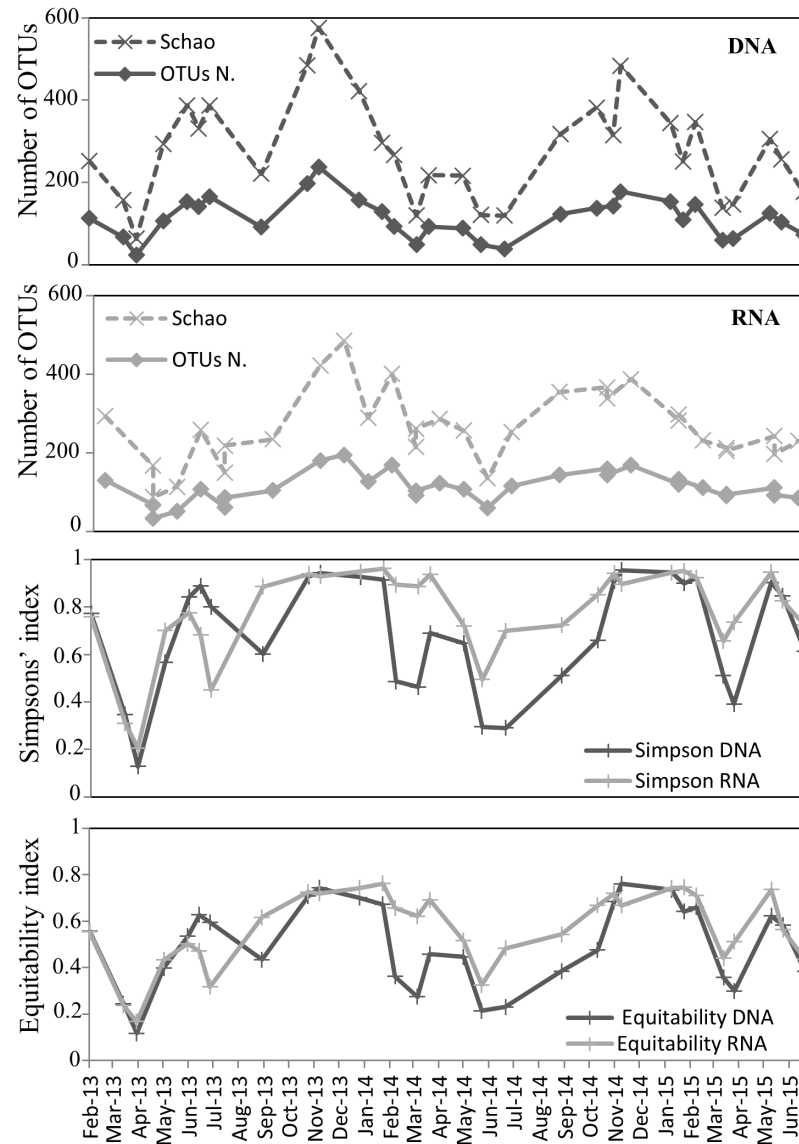 Number of OTUs
600
400
200
0
Schao
OTUs N.
DNA
Number of OTUs
600
400
200
0
Schao
OTUs N.
RNA
Simpsons’ index
1
0.8
0.6
0.4
0.2
0
Simpson DNA
Simpson RNA
Equitability index
1
0.8
0.6
0.4
0.2
0
Equitability DNA
Equitability RNA
Feb-13
Mar-13
Apr-13
May-13
Jun-13
Jul-13
Aug-13
Sep-13
Oct-13
Nov-13
Dec-13
Jan-14
Feb-14
Mar-14
Apr-14
May-14
Jun-14
Jul-14
Aug-14
Sep-14
Oct-14
Nov-14
Dec-14
Jan-15
Feb-15
Mar-15
Apr-15
May-15
Jun-15